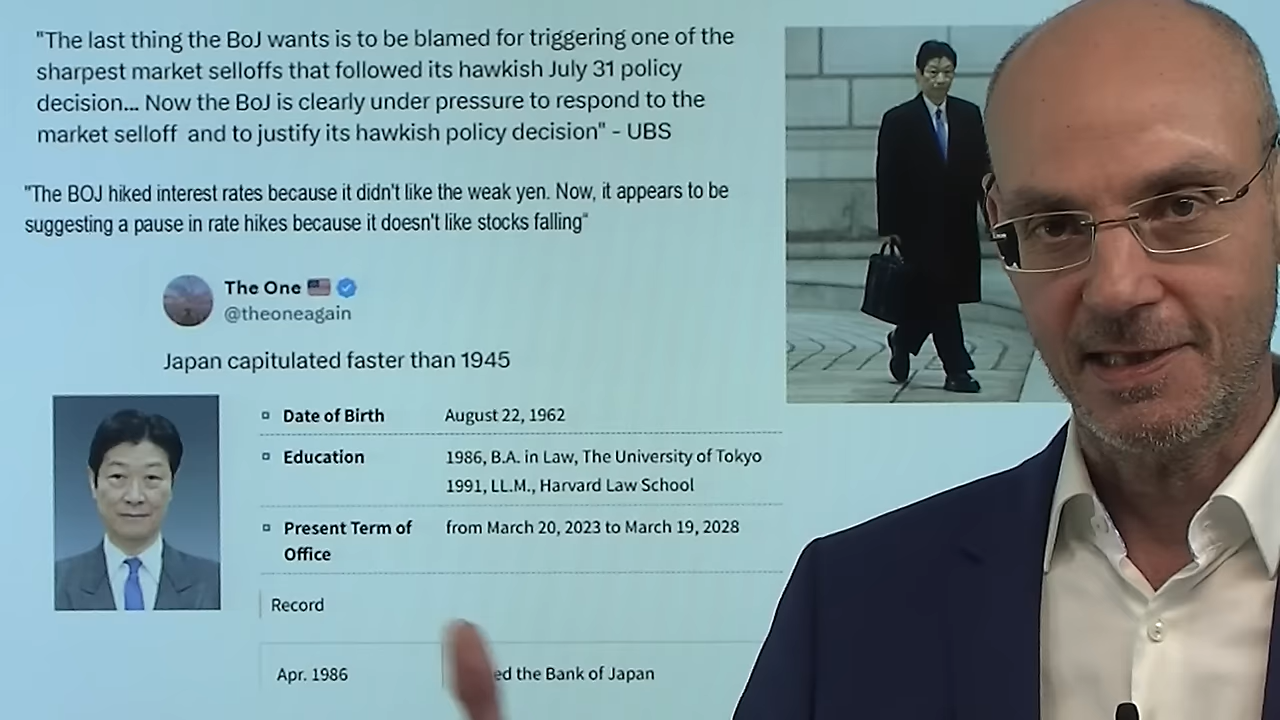 "The last thing the BoJ wants is to be blamed for triggering one of the
sharpest market selloffs that followed its hawkish July 31 policy
decision... Now the BoJ is clearly under pressure to respond to the
market selloff and to justify its hawkish policy decision" - UBS
"The BOJ hiked interest rates because it didn't like the weak yen. Now, it appears to be
suggesting a pause in rate hikes because it doesn't like stocks falling"
The One
@theoneagain
Japan capitulated faster than 1945
Date of Birth August 22, 1962
Education 1986, B.A. in Law, The University of Tokyo
1991, LL.M., Harvard Law School
Present Term of from March 20, 2023 to March 19, 2028
Office
Record
Apr. 1986 ed the Bank of Japan